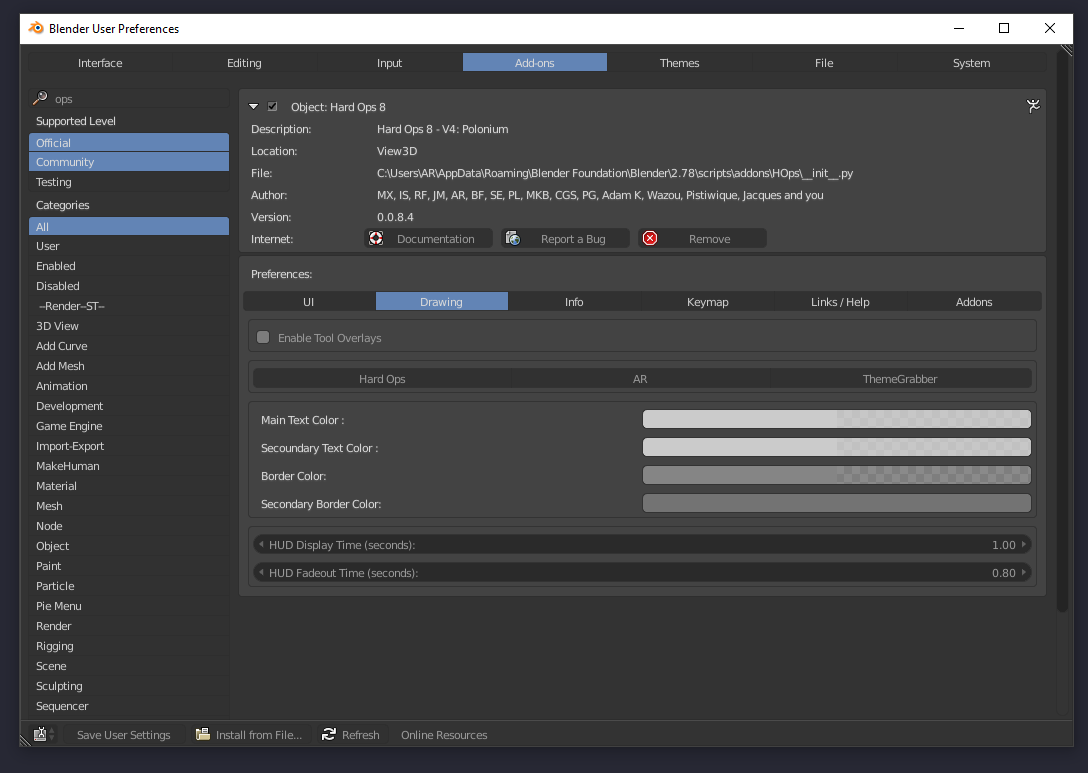 Blender User Preferences
Interface Editing Input Add-ons Themes File System
ops
Supported Level
Official
Community
Testing
Categories
All
User
Enabled
Disabled
--Render--ST--
3D View
Add Curve
Add Mesh
Animation
Development
Game Engine
Import-Export
MakeHuman
Material
Mesh
Node
Object
Paint
Particle
Pie Menu
Render
Rigging
Scene
Sculpting
Sequencer
Object: Hard Ops 8
Description: Hard Ops 8 - V4: Polonium
Location: View3D
File: C:\Users\AR\AppData\Roaming\Blender Foundation\Blender\2.78\scripts\addons\HOps\__init__.py
Author: MX, IS, RF, JM, AR, BF, SE, PL, MKB, CGS, PG, Adam K, Wazou, Pistiwique, Jacques and you
Version: 0.0.8.4
Internet: Documentation Report a Bug Remove
Preferences:
UI Drawing Info Keymap Links / Help Addons
Enable Tool Overlays
Hard Ops AR ThemeGrabber
Main Text Color :
Secoundary Text Color :
Border Color:
Secondary Border Color:
HUD Display Time (seconds): 1.00
HUD Fadeout Time (seconds): 0.80
Save User Settings Install from File... Refresh Online Resources